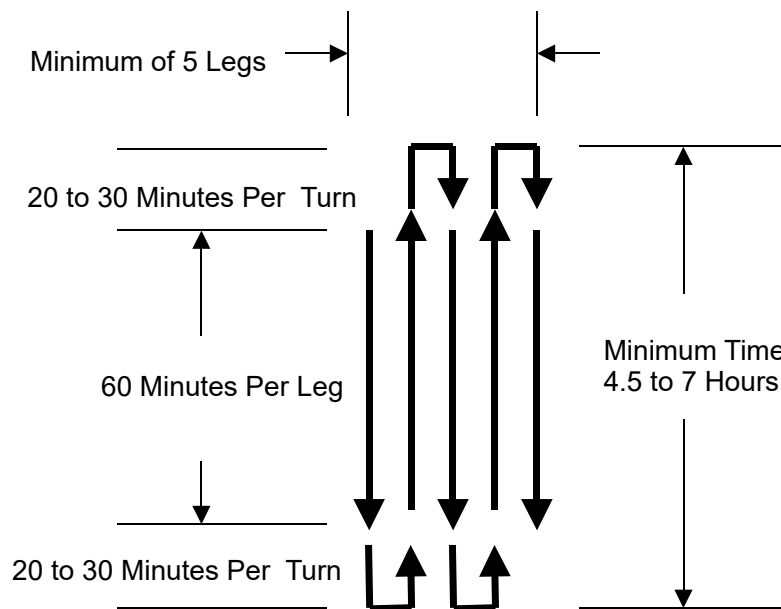 Minimum of 5 Legs
20 to 30 Minutes Per Turn
60 Minutes Per Leg
Minimum Time
4.5 to 7 Hours
20 to 30 Minutes Per Turn